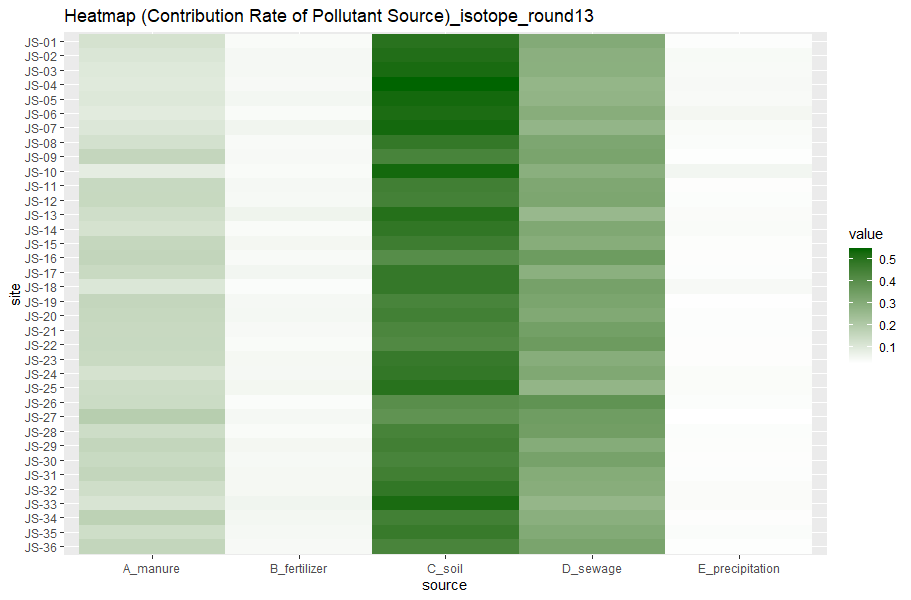 Heatmap (Contribution Rate of Pollutant Source)_isotope_round13
JS-01
JS-02
JS-03
JS-04
JS-05
JS-06
JS-07
JS-08
JS-09
JS-10
JS-11
JS-12
JS-13
JS-14
JS-15
JS-16
JS-17
JS-18
JS-19
JS-20
JS-21
JS-22
JS-23
JS-24
JS-25
JS-26
JS-27
JS-28
JS-29
JS-30
JS-31
JS-32
JS-33
JS-34
JS-35
JS-36
site
A_manure B_fertilizer C_soil D_sewage E_precipitation
source
value
0.5
0.4
0.3
0.2
0.1